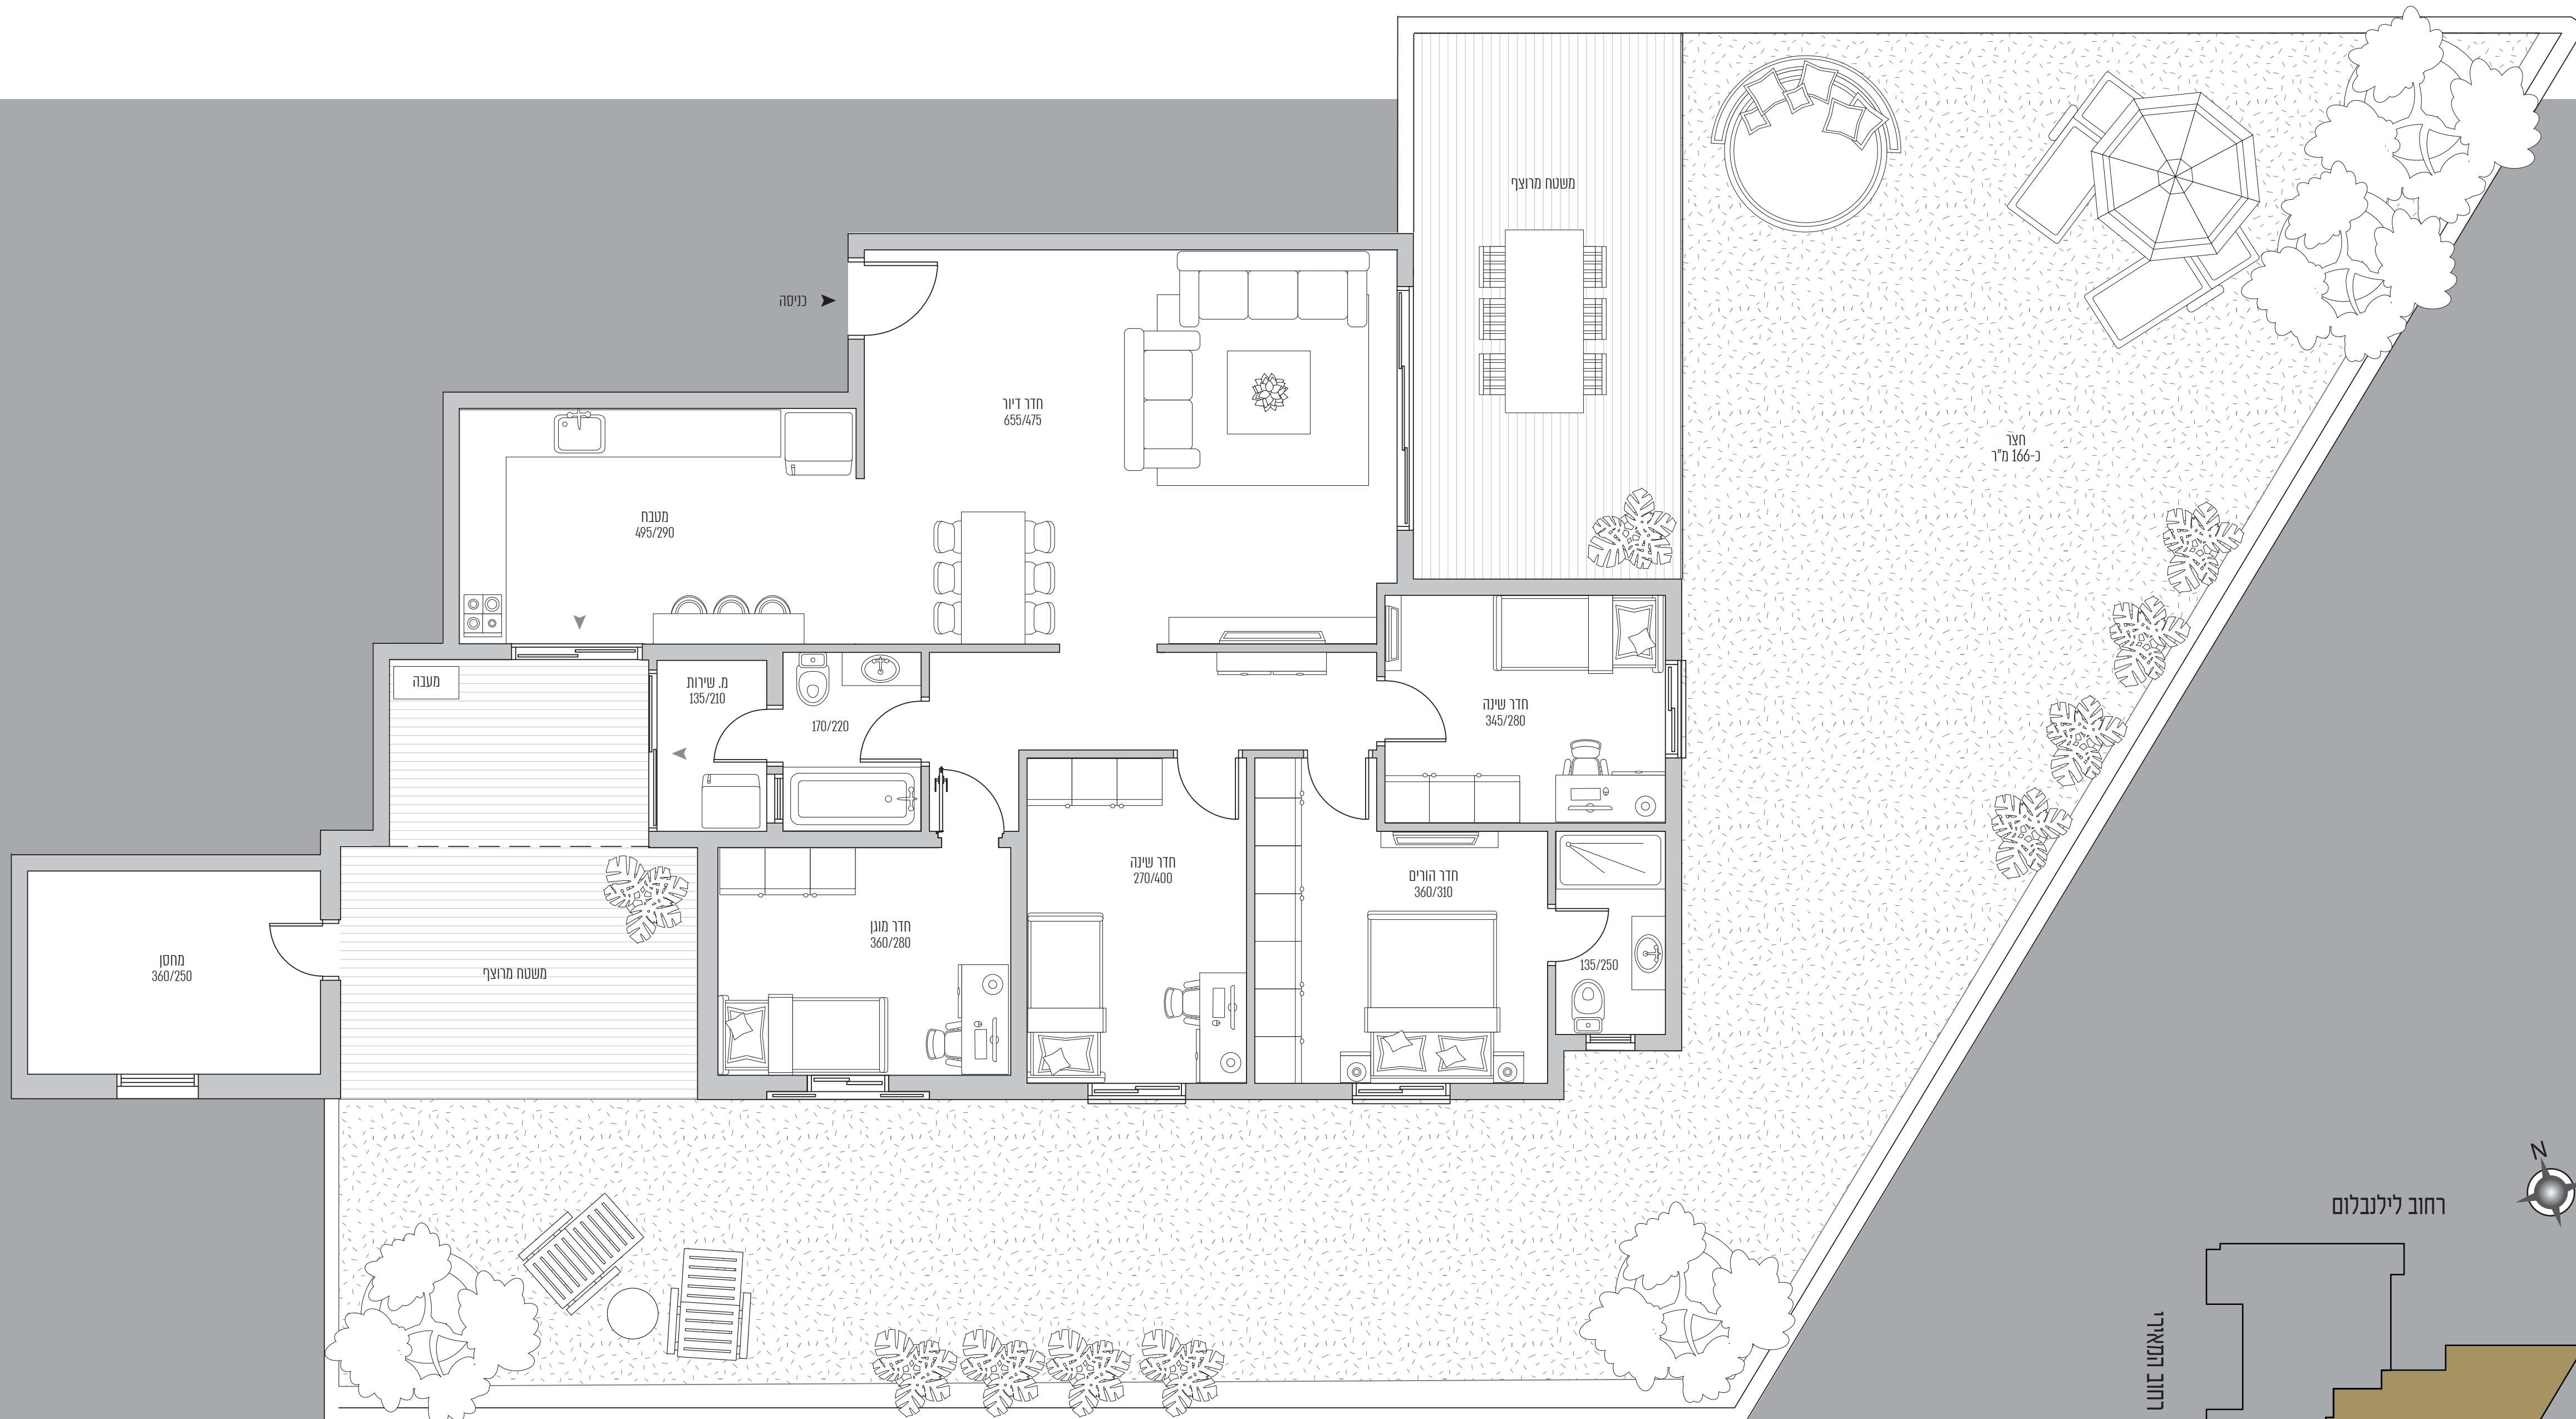 משטח מרוצף
כניסה
חדר דיור
655/475
חצר
כ-166 מ"ר
מטבח
495/290
מעבה
מ. שירות
135/210
170/220
חדר שינה
345/280
חדר שינה
270/400
חדר הורים
360/310
חדר מוגן
360/280
135/250
מחסן
360/250
משטח מרוצף
N
רחוב לילנבלום
רחוב המאירי